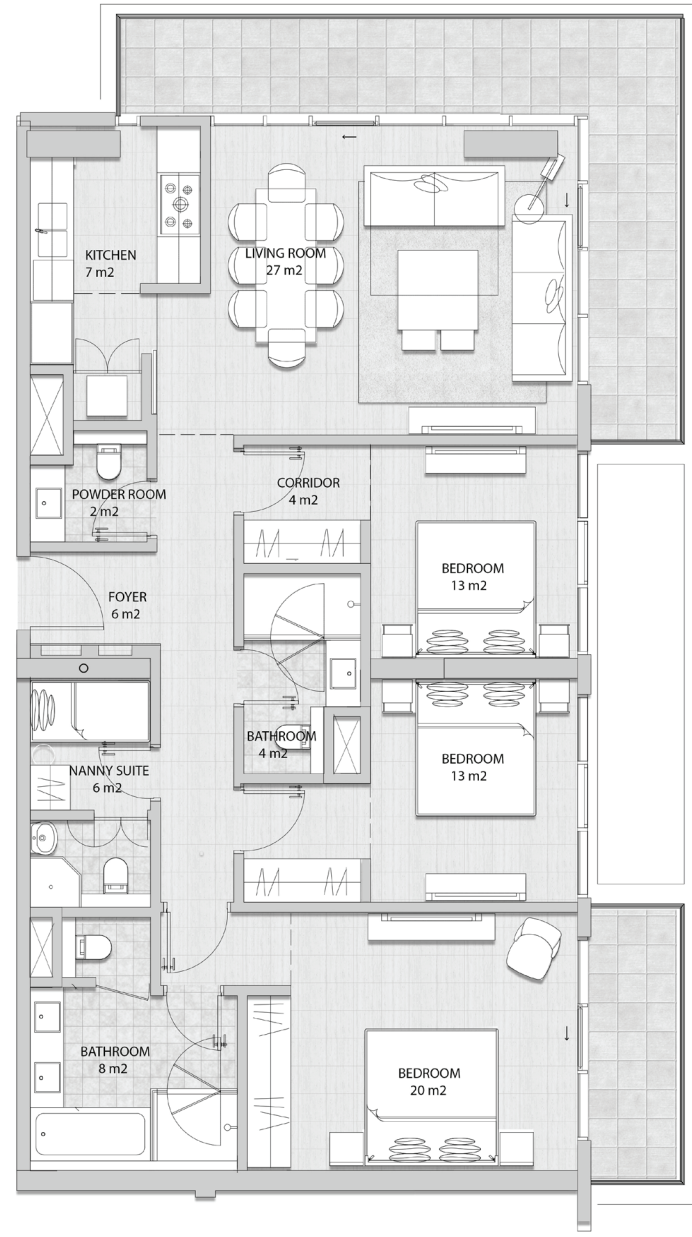 KITCHEN
7 m2
LIVING ROOM
27 m2
POWDER ROOM
2 m2
CORRIDOR
4 m2
BEDROOM
13 m2
FOYER
6 m2
BATHROOM
4 m2
BEDROOM
13 m2
NANNY SUITE
6 m2
BATHROOM
8 m2
BEDROOM
20 m2